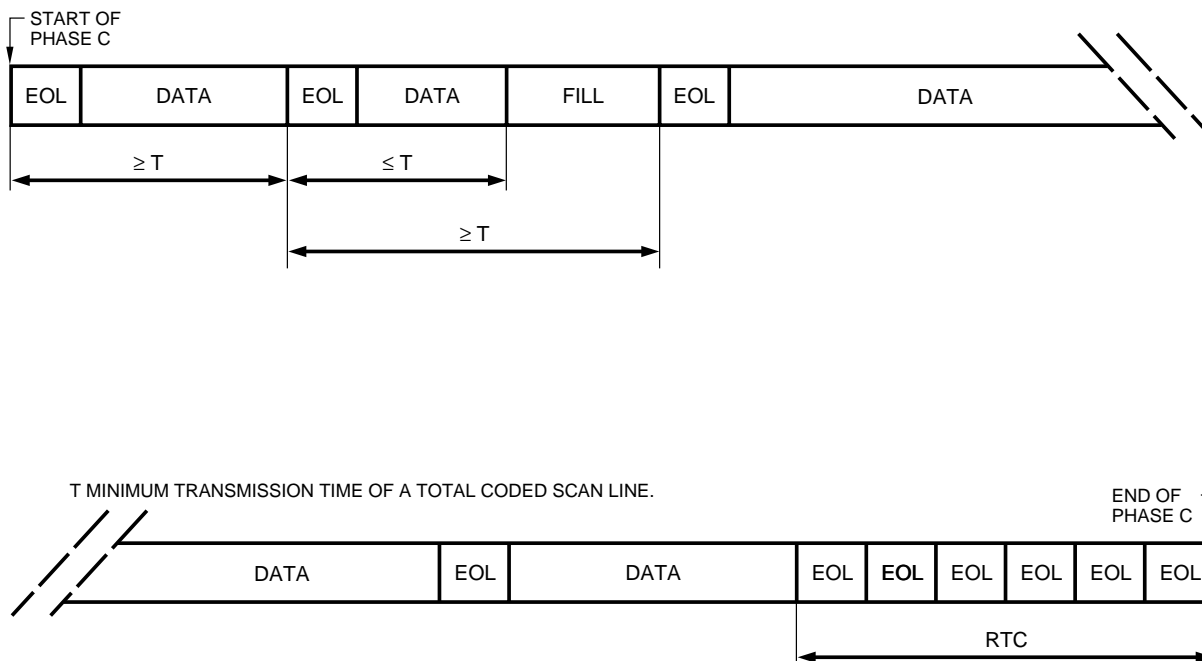 START OF
PHASE C
EOL DATA EOL DATA FILL EOL DATA
≥ T ≤ T
≥ T
T MINIMUM TRANSMISSION TIME OF A TOTAL CODED SCAN LINE.
END OF
PHASE C
DATA EOL DATA EOL EOL EOL EOL EOL EOL
RTC